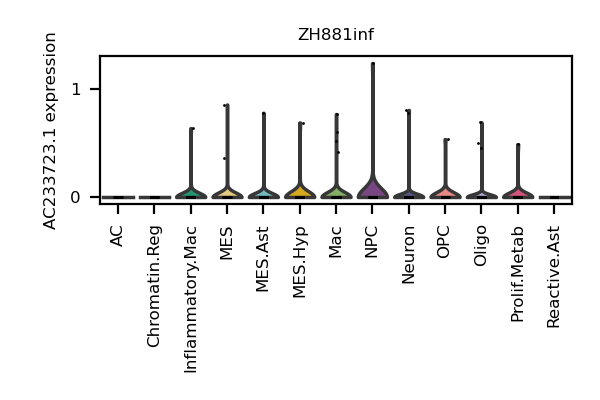 ZH881inf
AC233723.1 expression
1
0
AC
Chromatin.Reg
Inflammatory.Mac
MES
MES.Ast
MES.Hyp
Mac
NPC
Neuron
OPC
Oligo
Prolif.Metab
Reactive.Ast